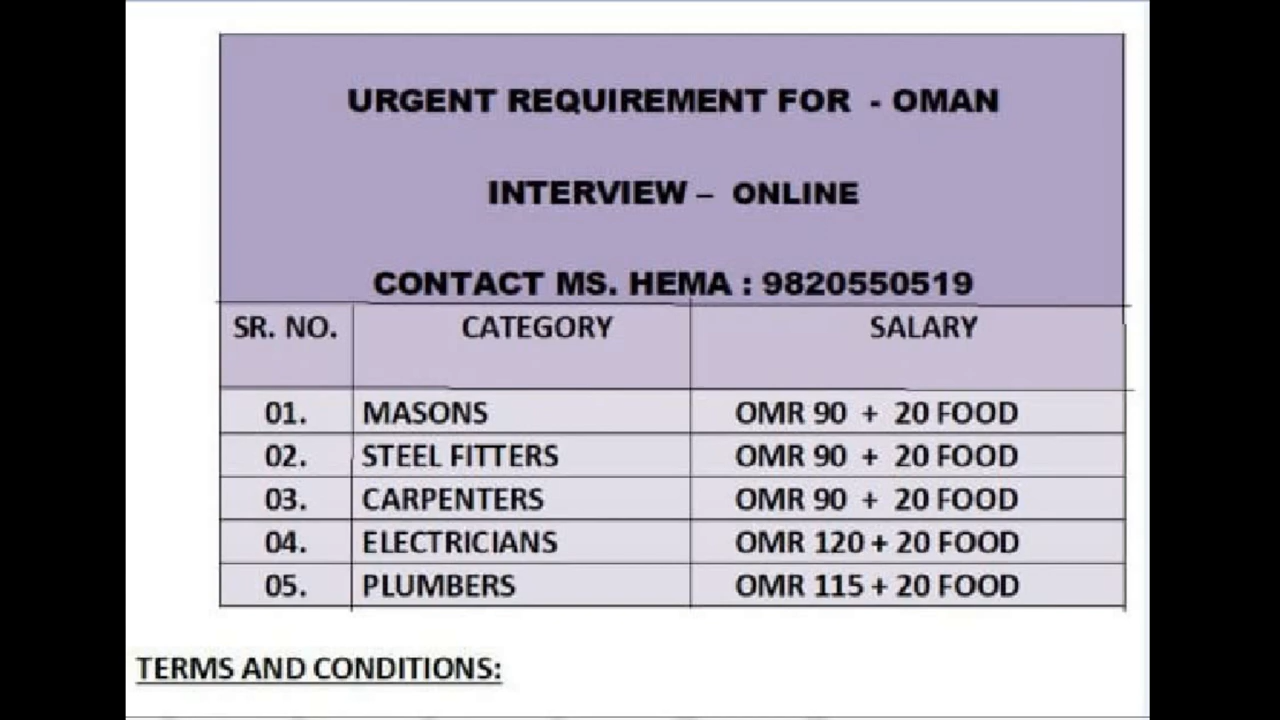 URGENT REQUIREMENT FOR - OMAN
INTERVIEW – ONLINE
CONTACT MS. HEMA : 9820550519
SR. NO. CATEGORY SALARY
01. MASONS OMR 90 + 20 FOOD
02. STEEL FITTERS OMR 90 + 20 FOOD
03. CARPENTERS OMR 90 + 20 FOOD
04. ELECTRICIANS OMR 120 + 20 FOOD
05. PLUMBERS OMR 115 + 20 FOOD
TERMS AND CONDITIONS: